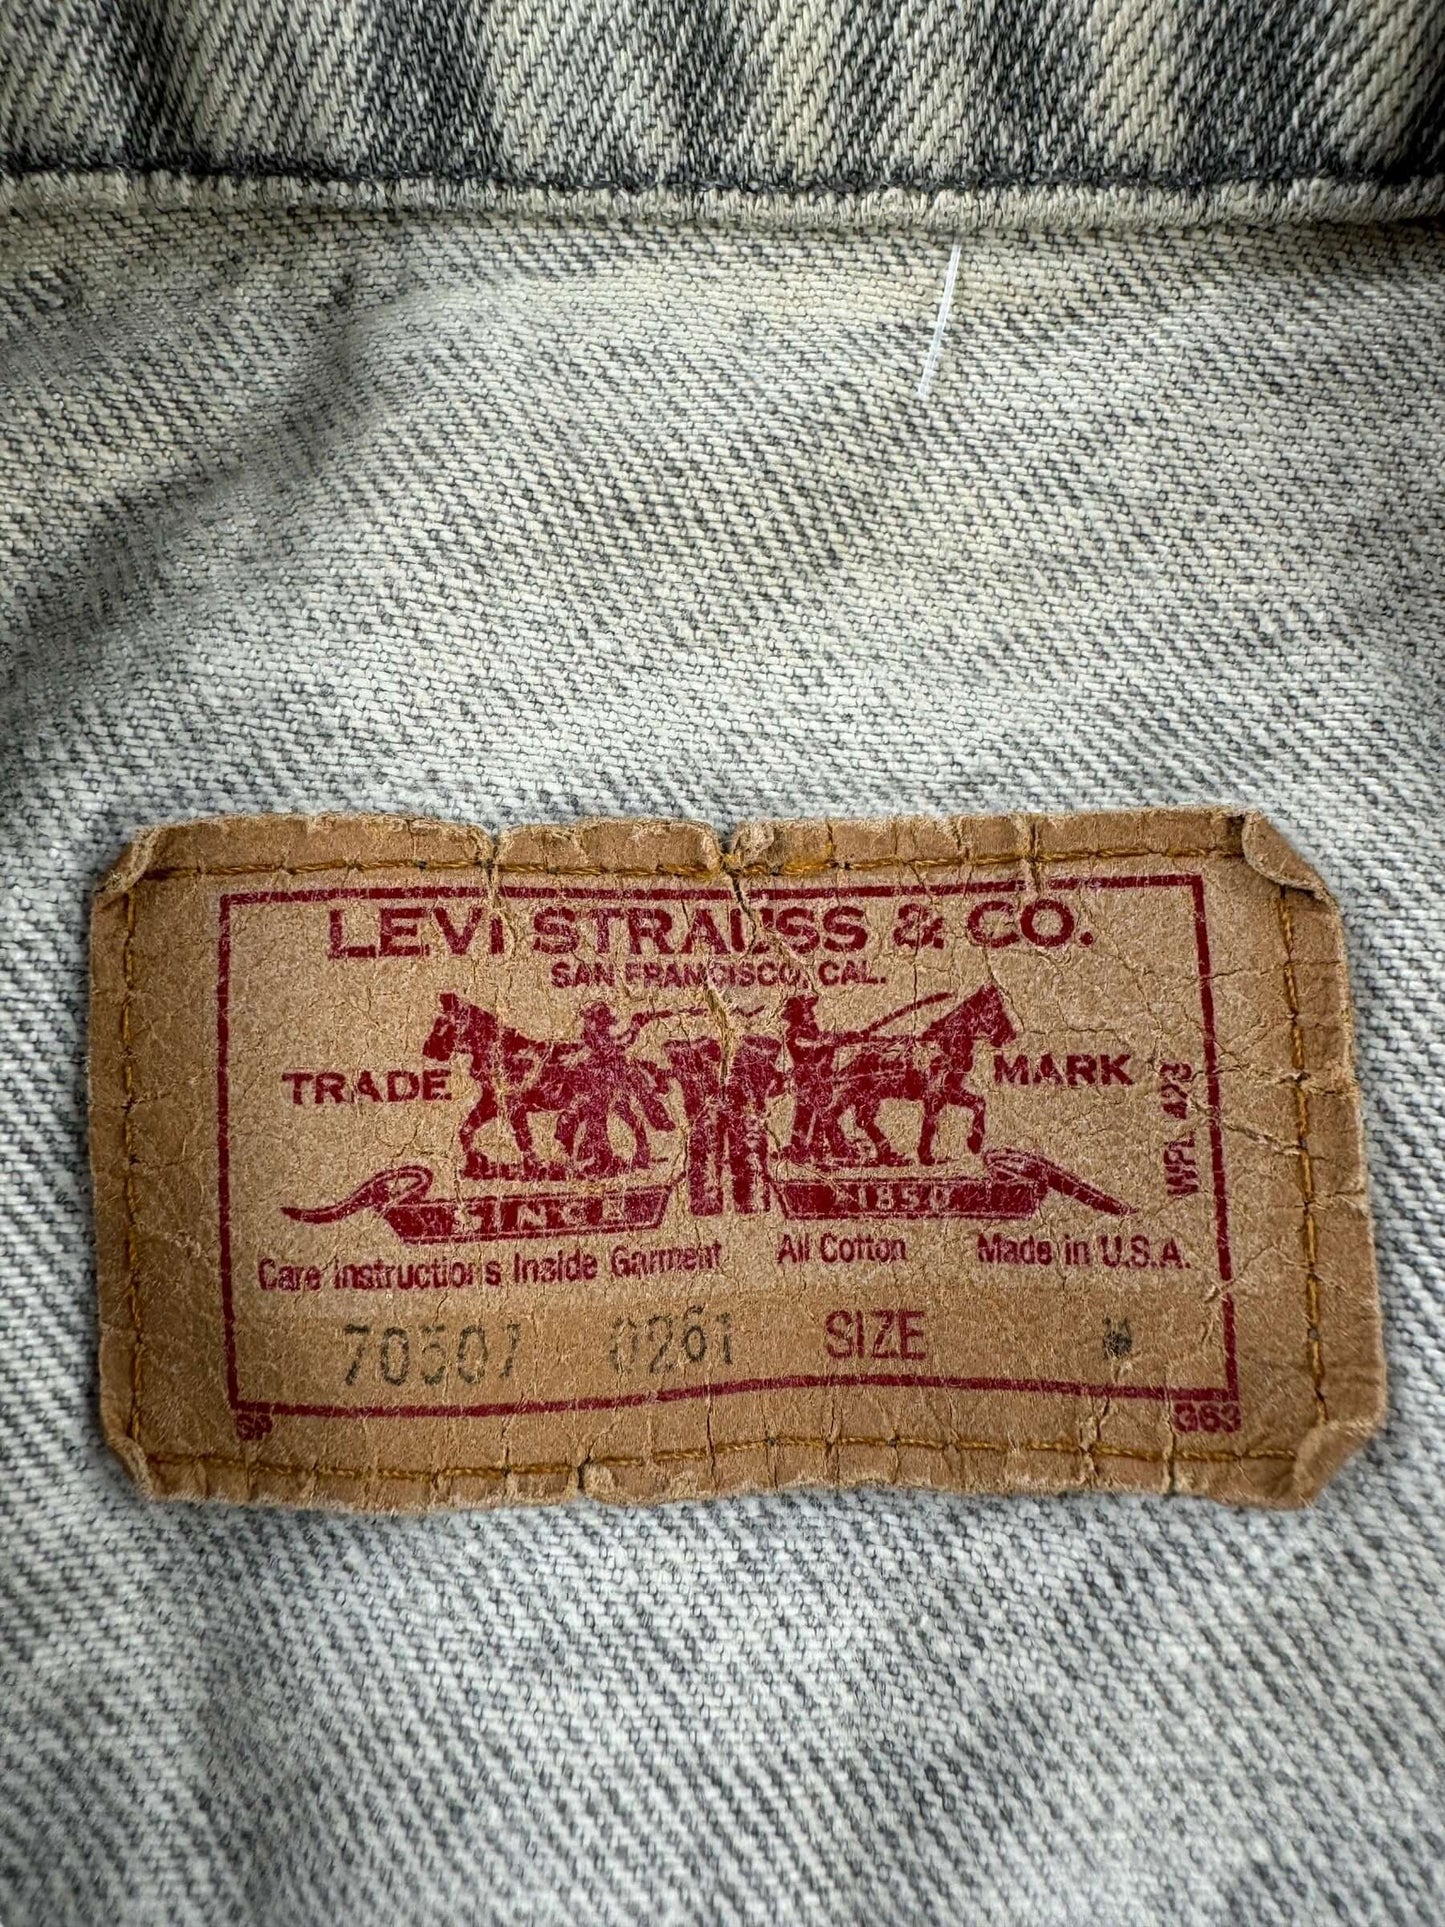 LEVI STRAUSS & CO.
SAN FRANCISCO, CAL.
TRADE MARK
WPL 423
SINCE 1850
Care Instructions Inside Garment All Cotton Made in U.S.A.
70507 0261 SIZE M
SP 363